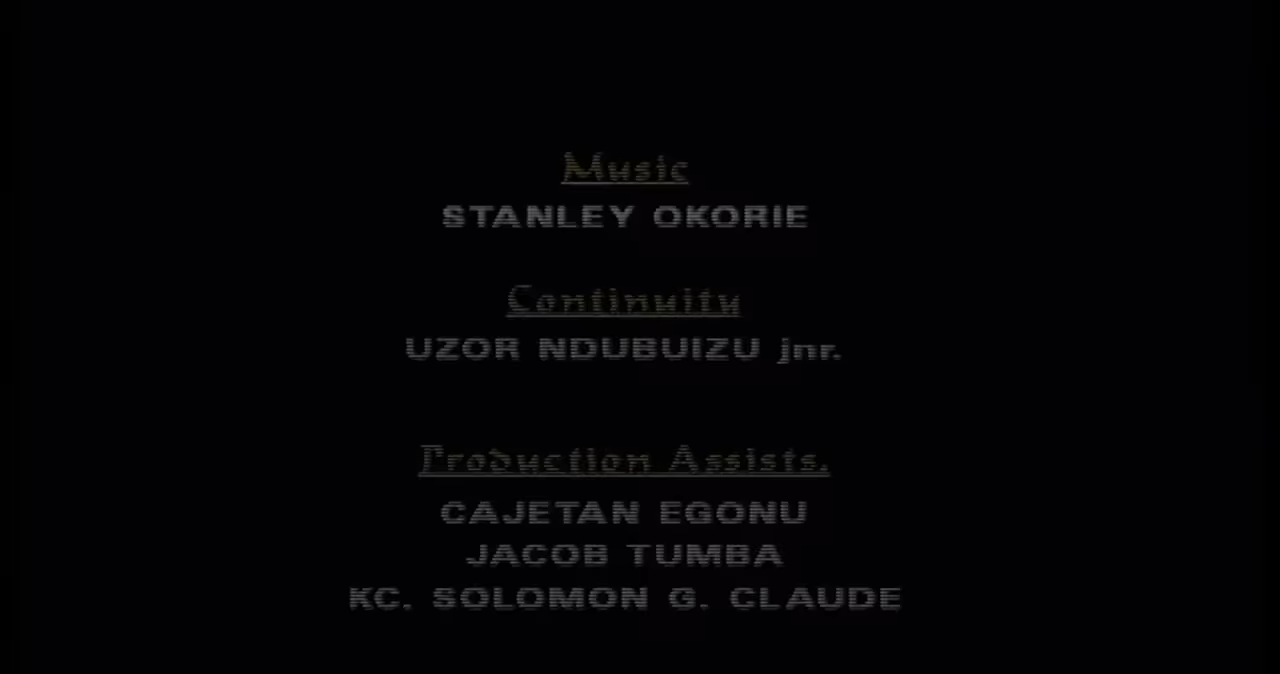 Music
STANLEY OKORIE
Continuity
UZOR NDUBUIZU jnr.
Production Assists.
CAJETAN EGONU
JACOB TUMBA
KC. SOLOMON G. CLAUDE